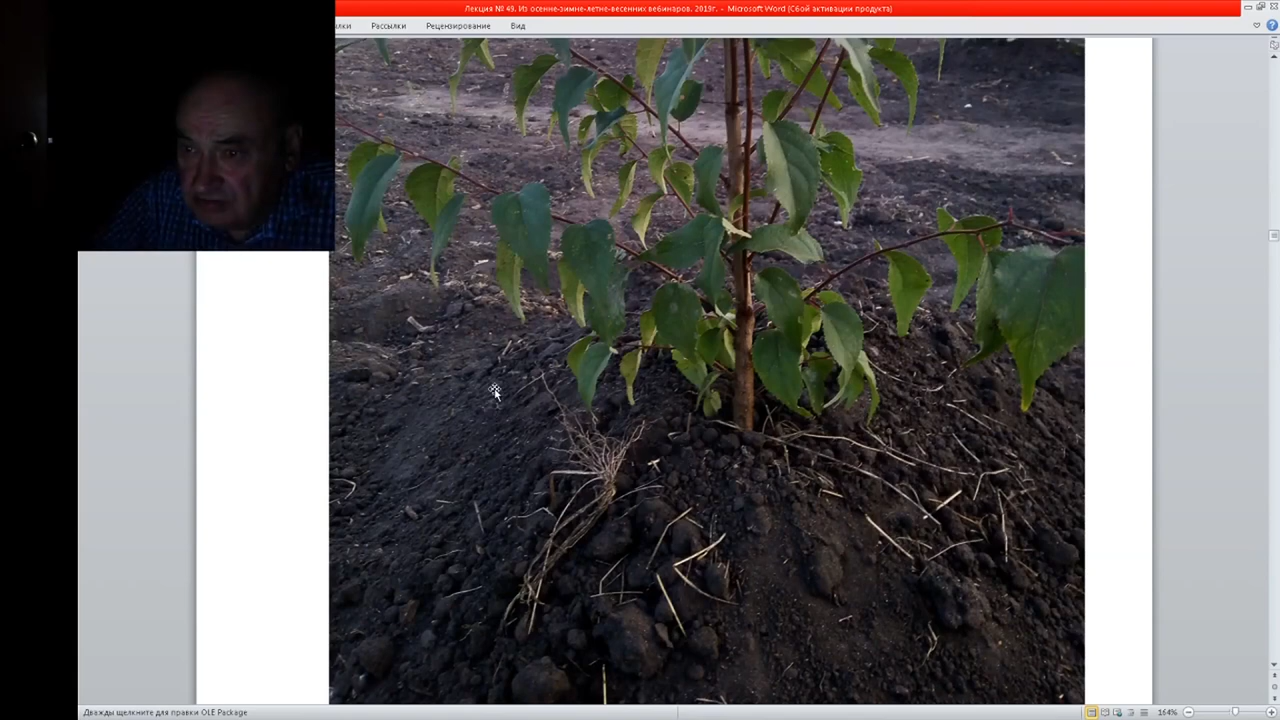 Лекция № 49. Из осенне-зимне-летне-весенних вебинаров. 2019г. - Microsoft Word (Сбой активации продукта)
Рассылки Рецензирование Вид
Дважды щелкните для правки OLE Package
164%